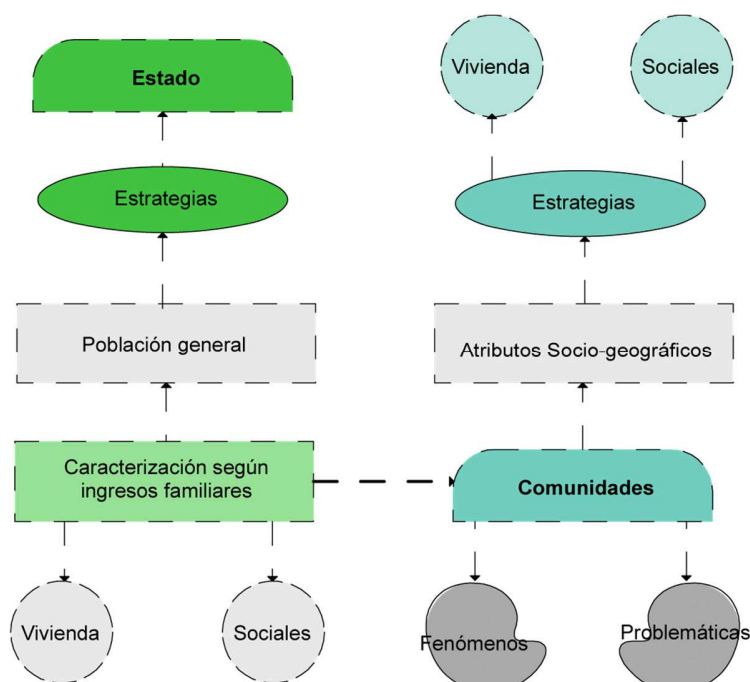 Estado
Vivienda
Sociales
Estrategias
Estrategias
Población general
Atributos Socio-geográficos
Caracterización según
ingresos familiares
Comunidades
Vivienda
Sociales
Fenómenos
Problemáticas